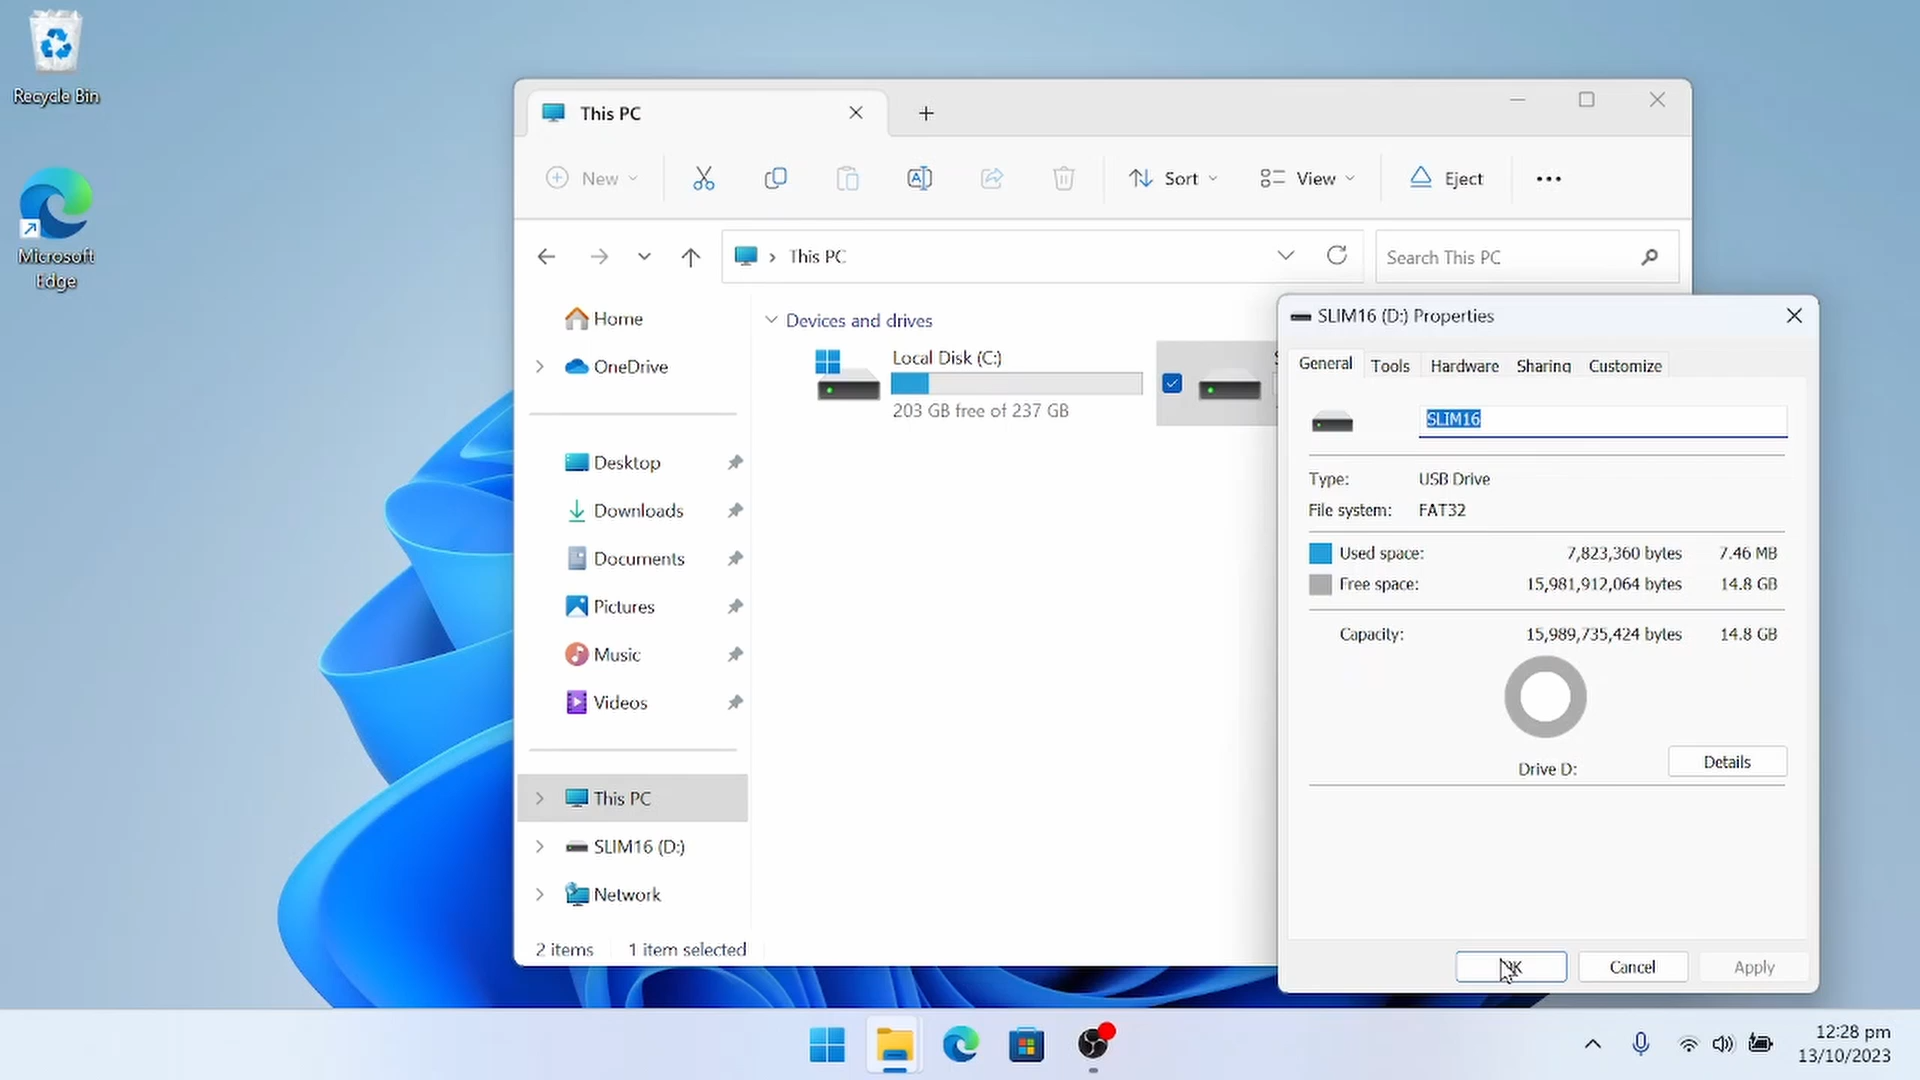 Recycle Bin
Microsoft
Edge
This PC
New
Sort
View
Eject
This PC
Search This PC
Home
OneDrive
Desktop
Downloads
Documents
Pictures
Music
Videos
This PC
SLIM16 (D:)
Network
2 items
1 item selected
Devices and drives
Local Disk (C:)
203 GB free of 237 GB
SLIM16 (D:) Properties
General
Tools
Hardware
Sharing
Customize
SLIM16
Type: USB Drive
File system: FAT32
Used space: 7,823,360 bytes 7.46 MB
Free space: 15,981,912,064 bytes 14.8 GB
Capacity: 15,989,735,424 bytes 14.8 GB
Drive D:
Details
Cancel
Apply
12:28 pm
13/10/2023